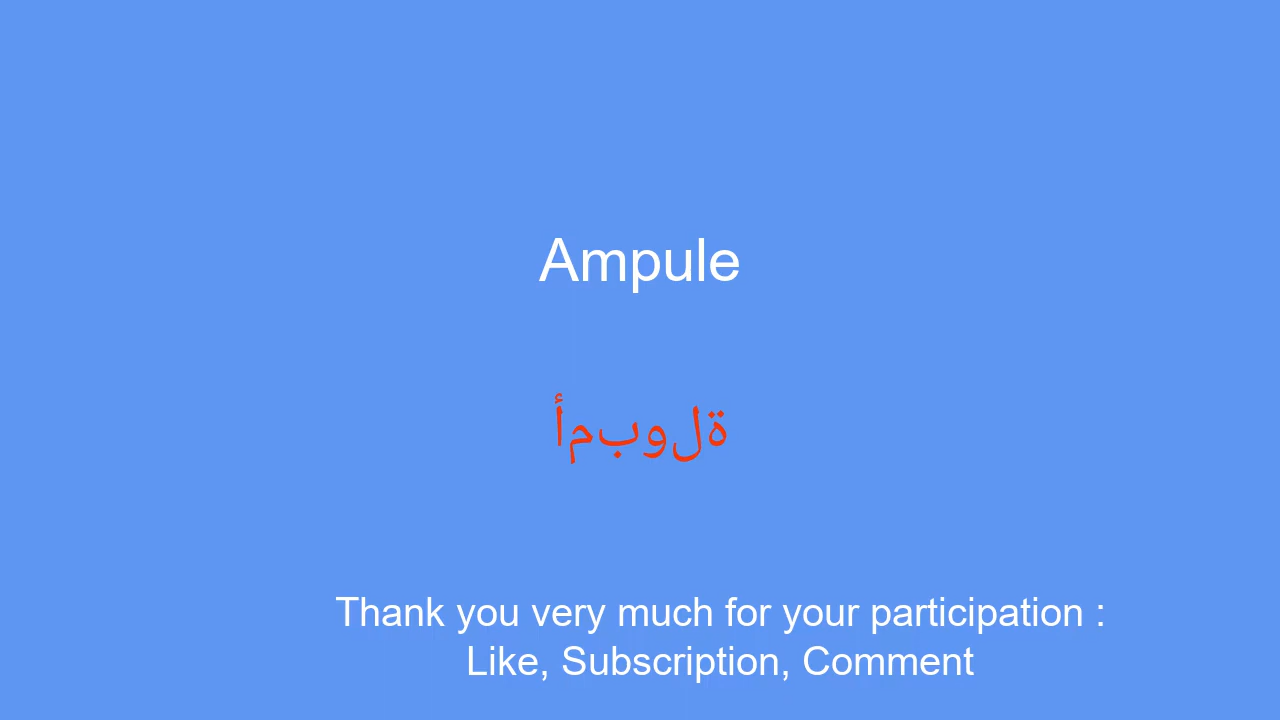 Ampule
أمبولة
Thank you very much for your participation :
Like, Subscription, Comment